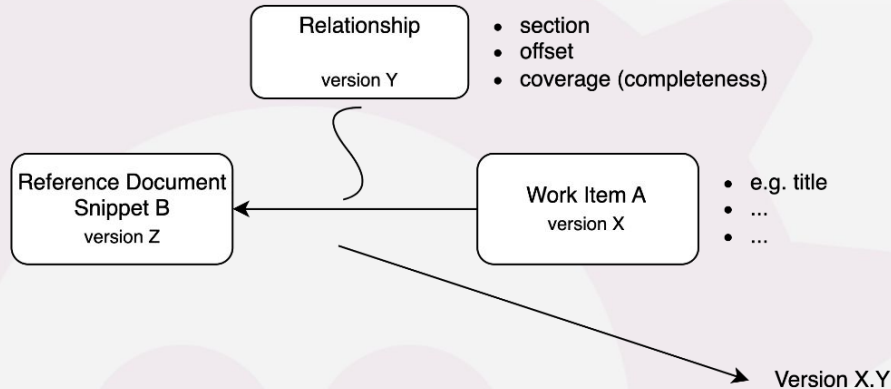 Relationship
version Y
• section
• offset
• coverage (completeness)
Reference Document
Snippet B
version Z
Work Item A
version X
• e.g. title
• ...
• ...
Version X.Y